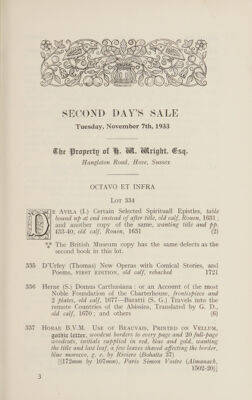 SECOND DAY'S SALE
Tuesday, November 7th, 1933
The Property of H. W. Wright, Esq.
Hangleton Road, Hove, Sussex
OCTAVO ET INFRA
LOT 334
DE AVILA (I.) Certain Selected Spirituall Epistles, table
bound up at end instead of after title, old calf, Rouen, 1631;
and another copy of the same, wanting title and pp.
433-40, old calf, Rouen, 1631 (2)
*** The British Museum copy has the same defects as the
second book in this lot.
335 D'Urfey (Thomas) New Operas with Comical Stories, and
Poems, FIRST EDITION, old calf, rebacked 1721
336 Herne (S.) Domus Carthusiana: or an Account of the most
Noble Foundation of the Charterhouse, frontispiece and
2 plates, old calf, 1677—Baratti (S. G.) Travels into the
remote Countries of the Abissins, Translated by G. D.,
old calf, 1670; and others (6)
337 HORAE B.V.M. USE OF BEAUVAIS, PRINTED ON VELLUM,
gothic letter, woodcut borders to every page and 20 full-page
woodcuts, initials supplied in red, blue and gold, wanting
the title and last leaf, a few leaves shaved affecting the border,
blue morocco, g. e. by Riviere (Bohatta 37)
[(172mm by 107mm), Paris Simon Vostre (Almanach,
1502-20)]
3